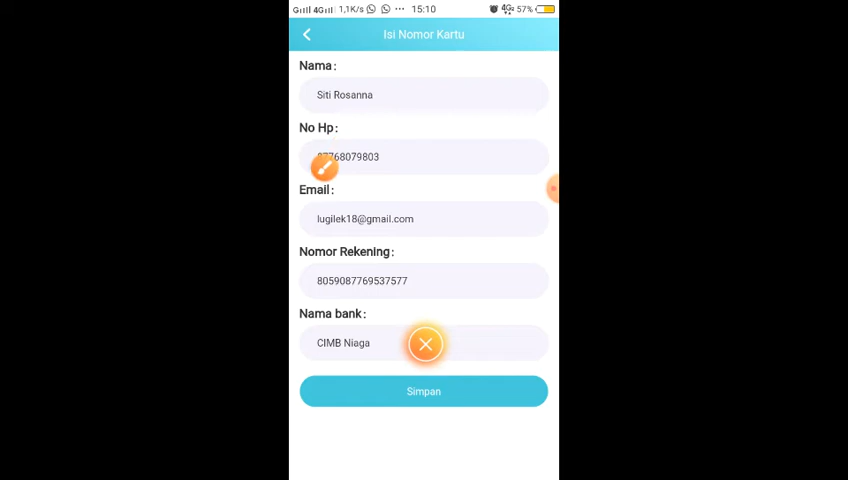 1,1K/s ... 15:10 57%
Isi Nomor Kartu
Nama :
Siti Rosanna
No Hp :
7768079803
Email :
lugilek18@gmail.com
Nomor Rekening :
8059087769537577
Nama bank :
CIMB Niaga
Simpan